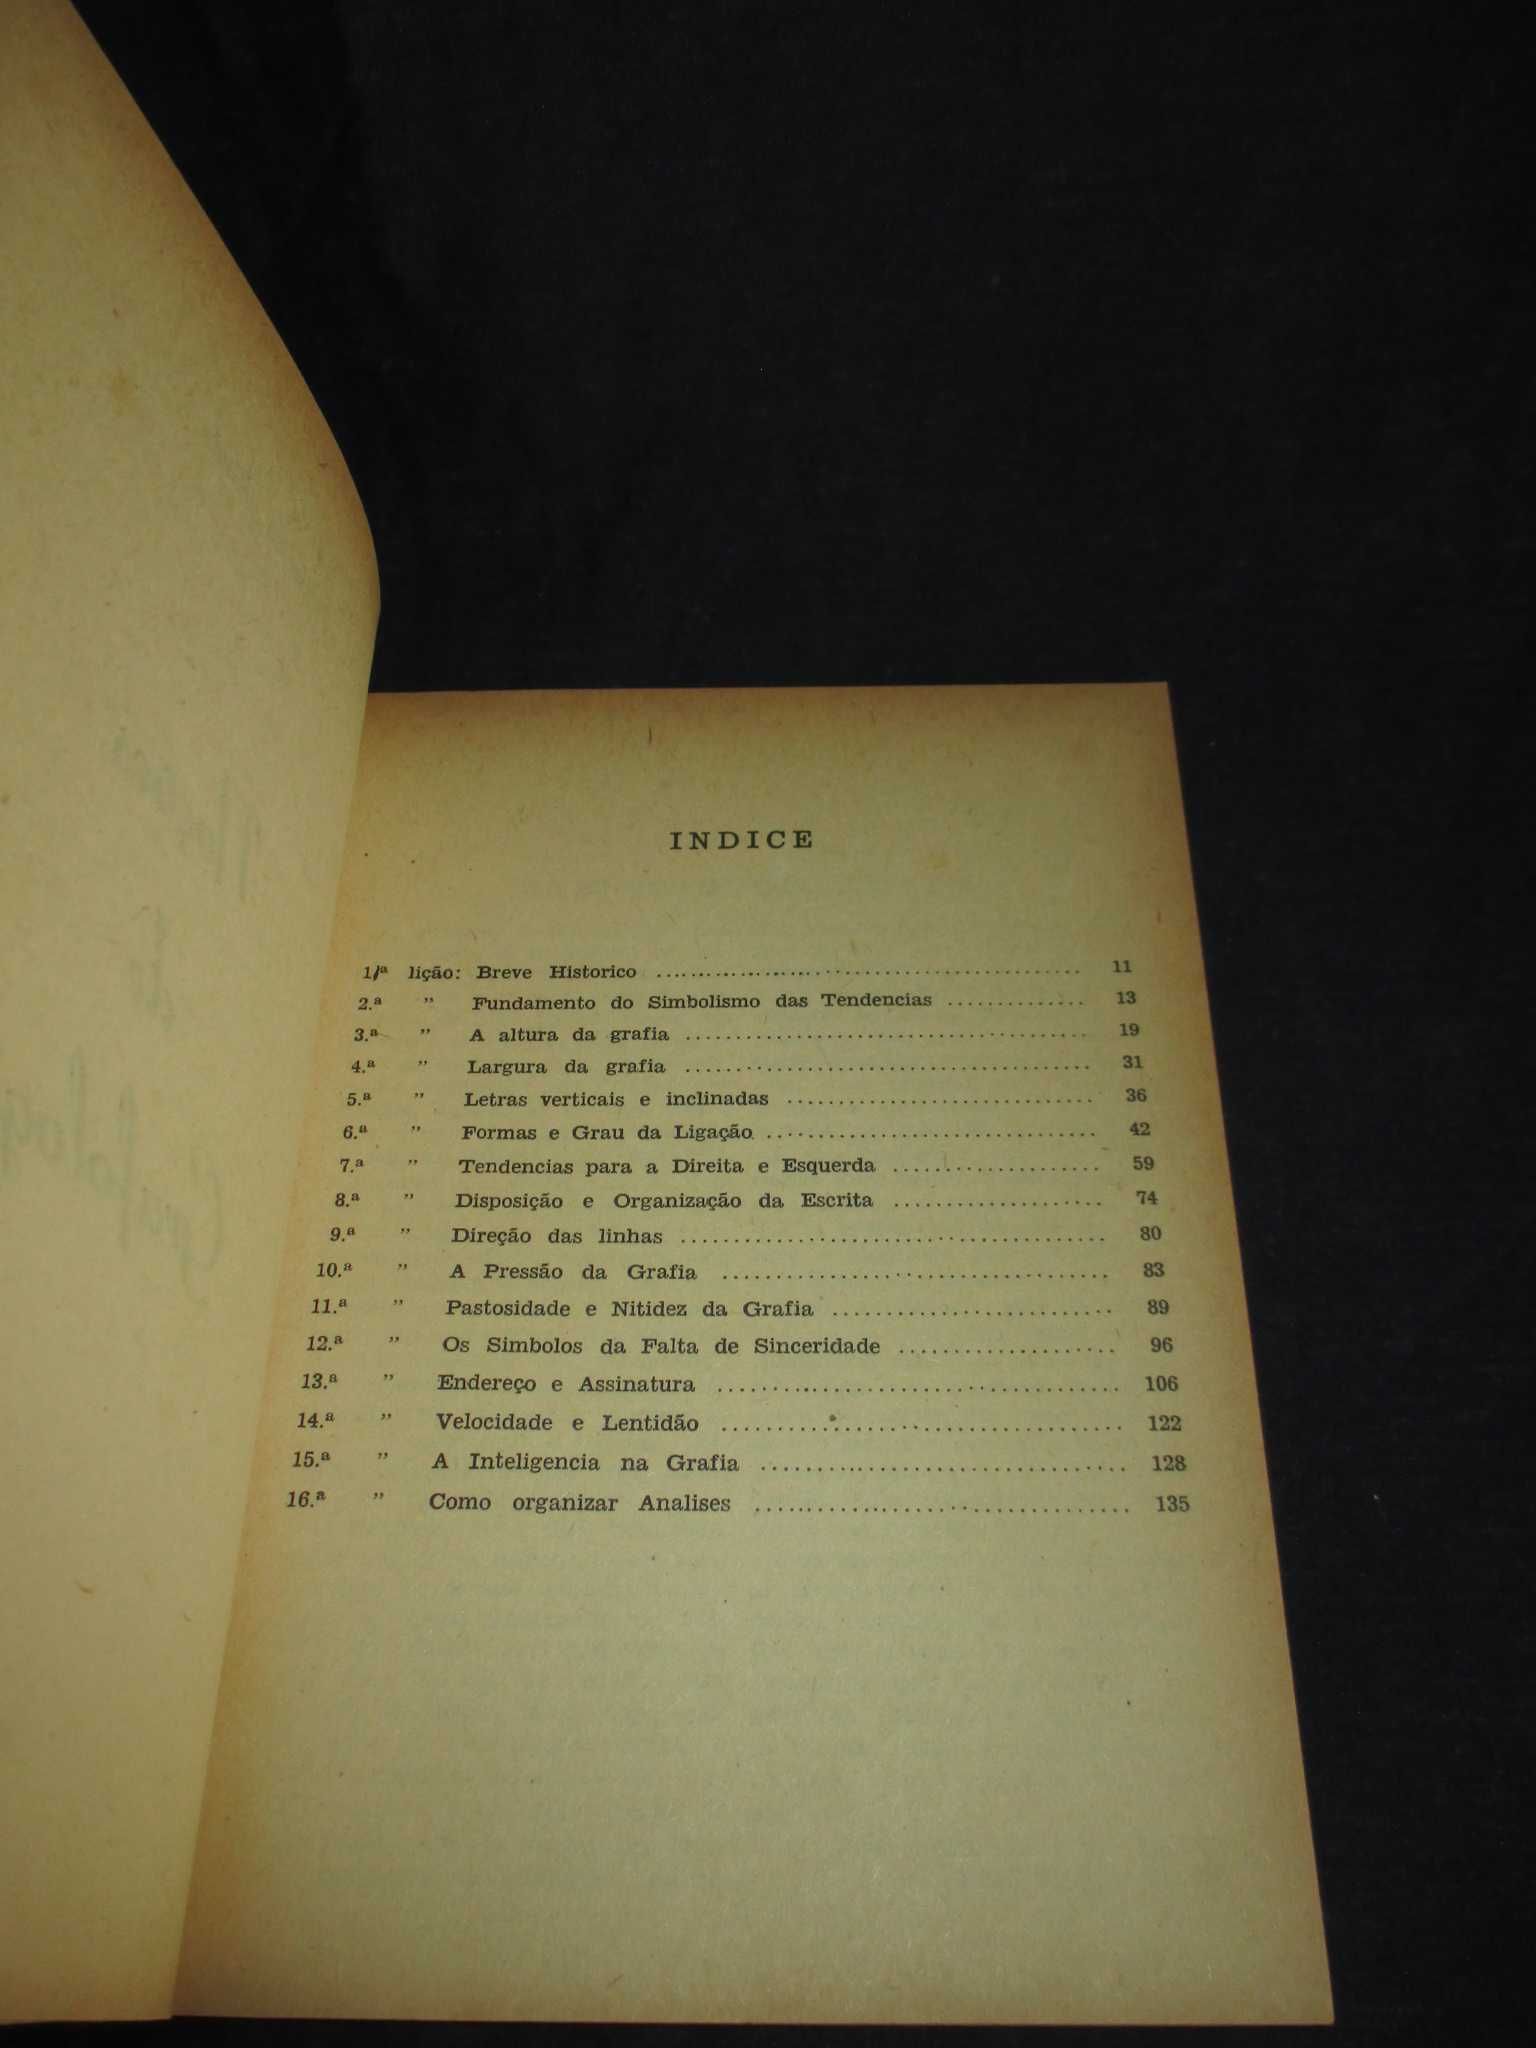 INDICE
1.ª lição: Breve Historico ........................................ 11
2.ª ” Fundamento do Simbolismo das Tendencias .............. 13
3.ª ” A altura da grafia ........................................ 19
4.ª ” Largura da grafia ........................................ 31
5.ª ” Letras verticais e inclinadas .............................. 36
6.ª ” Formas e Grau da Ligação ................................. 42
7.ª ” Tendencias para a Direita e Esquerda ..................... 59
8.ª ” Disposição e Organização da Escrita .................... 74
9.ª ” Direção das linhas ........................................ 80
10.ª ” A Pressão da Grafia .................................... 83
11.ª ” Pastosidade e Nitidez da Grafia .......................... 89
12.ª ” Os Simbolos da Falta de Sinceridade .................... 96
13.ª ” Endereço e Assinatura ..................................... 106
14.ª ” Velocidade e Lentidão ..................................... 122
15.ª ” A Inteligencia na Grafia ................................. 128
16.ª ” Como organizar Analises .................................. 135